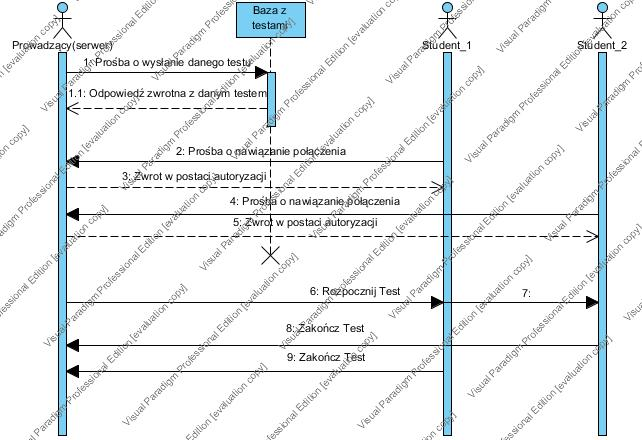 Baza z
testami
Prowadzący(serwer)
Student_1
Student_2
1: Prośba o wysłanie danego testu
1.1: Odpowiedź zwrotna z danym testem
2: Prośba o nawiązanie połączenia
3: Zwrot w postaci autoryzacji
4: Prośba o nawiązanie połączenia
5: Zwrot w postaci autoryzacji
6: Rozpocznij Test
7:
8: Zakończ Test
9: Zakończ Test
Visual Paradigm Professional Edition [evaluation copy]